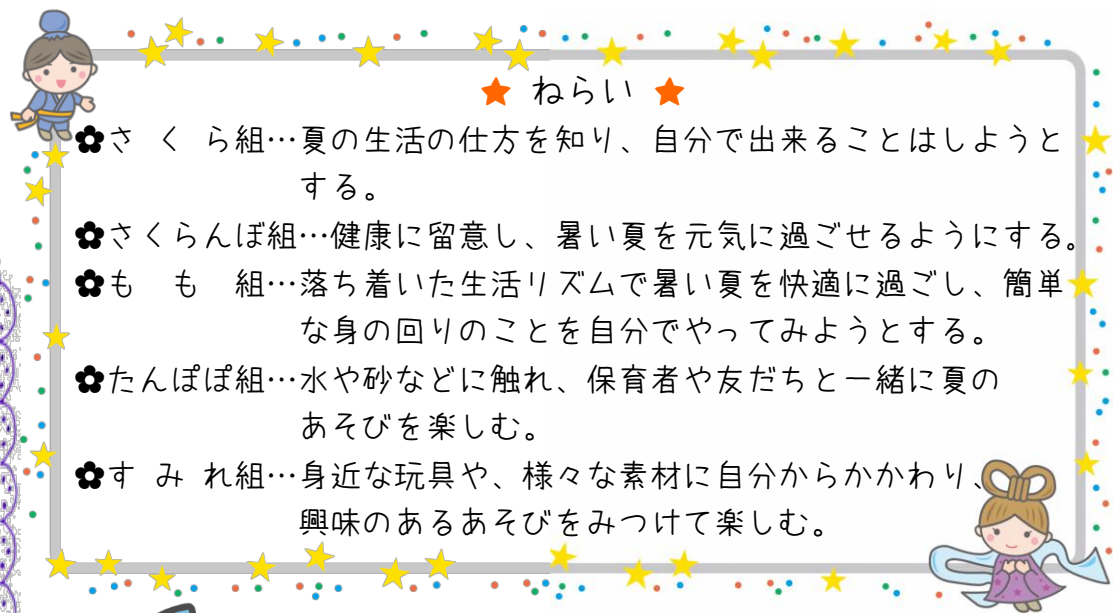 ★ ねらい ★
✿さ く ら組…夏の生活の仕方を知り、自分で出来ることはしようと
する。
✿さくらんぼ組…健康に留意し、暑い夏を元気に過ごせるようにする。
✿も も 組…落ち着いた生活リズムで暑い夏を快適に過ごし、簡単
な身の回りのことを自分でやってみようとする。
✿たんぽぽ組…水や砂などに触れ、保育者や友だちと一緒に夏の
あそびを楽しむ。
✿す み れ組…身近な玩具や、様々な素材に自分からかかわり、
興味のあるあそびをみつけて楽しむ。